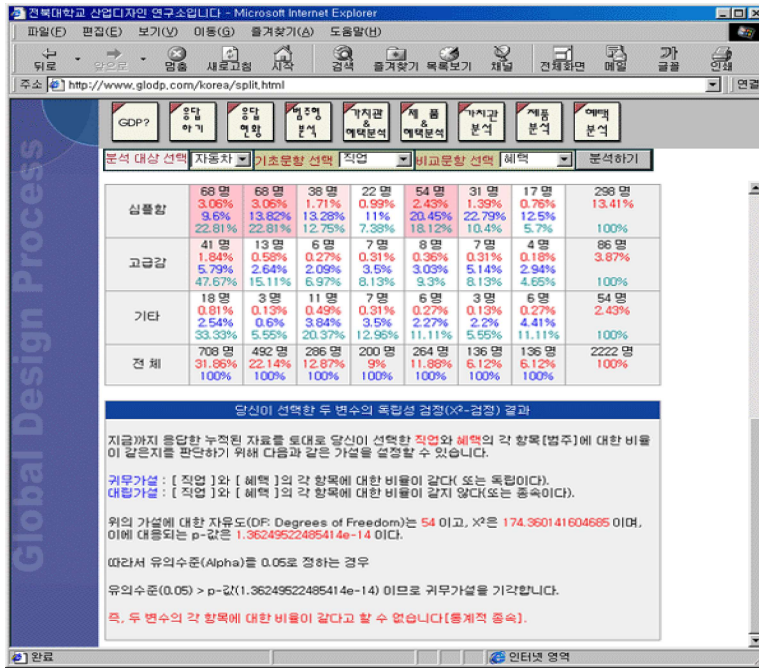 전북대학교 산업디자인 연구소입니다 - Microsoft Internet Explorer
파일(F) 편집(E) 보기(V) 이동(G) 즐겨찾기(A) 도움말(H)
뒤로 앞으로 멈춤 새로고침 시작 검색 즐겨찾기 목록보기 채널 전체화면 메일 글꼴 인쇄
주소 http://www.glodp.com/korea/split.html 연결
GDP? 응답하기 응답현황 범주형분석 가치관&혜택분석 제품&혜택분석 가치관분석 제품분석 혜택분석
분석 대상 선택 자동차 기초문항 선택 직업 비교문항 선택 혜택 분석하기
68 명 68 명 38 명 22 명 54 명 31 명 17 명 298 명
심플함 3.06% 3.06% 1.71% 0.99% 2.43% 1.39% 0.76% 13.41%
9.6% 13.82% 13.28% 11% 20.45% 22.79% 12.5%
22.81% 22.81% 12.75% 7.38% 18.12% 10.4% 5.7% 100%
41 명 13 명 6 명 7 명 8 명 7 명 4 명 86 명
고급감 1.84% 0.58% 0.27% 0.31% 0.36% 0.31% 0.18% 3.87%
5.79% 2.64% 2.09% 3.5% 3.03% 5.14% 2.94%
47.67% 15.11% 6.97% 8.13% 9.3% 8.13% 4.65% 100%
18 명 3 명 11 명 7 명 6 명 3 명 6 명 54 명
기타 0.81% 0.13% 0.49% 0.31% 0.27% 0.13% 0.27% 2.43%
2.54% 0.6% 3.84% 3.5% 2.27% 2.2% 4.41%
33.33% 5.55% 20.37% 12.96% 11.11% 5.55% 11.11% 100%
708 명 492 명 286 명 200 명 264 명 136 명 136 명 2222 명
전 체 31.86% 22.14% 12.87% 9% 11.88% 6.12% 6.12% 100%
100% 100% 100% 100% 100% 100% 100%
당신이 선택한 두 변수의 독립성 검정(X²-검정) 결과
지금까지 응답한 누적된 자료를 토대로 당신이 선택한 직업와 혜택의 각 항목[범주]에 대한 비율
이 같은지를 판단하기 위해 다음과 같은 가설을 설정할 수 있습니다.
귀무가설 : [ 직업 ]와 [ 혜택 ]의 각 항목에 대한 비율이 같다( 또는 독립이다).
대립가설 : [ 직업 ]와 [ 혜택 ]의 각 항목에 대한 비율이 같지 않다(또는 종속이다).
위의 가설에 대한 자유도(DF: Degrees of Freedom)는 54 이고, X²은 174.360141604685 이며,
이에 대응되는 p-값은 1.36249522485414e-14 이다.
따라서 유의수준(Alpha)를 0.05로 정하는 경우
유의수준(0.05) > p-값(1.36249522485414e-14) 이므로 귀무가설을 기각합니다.
즉, 두 변수의 각 항목에 대한 비율이 같다고 할 수 없습니다[통계적 종속].
Global Design Process
완료 인터넷 영역